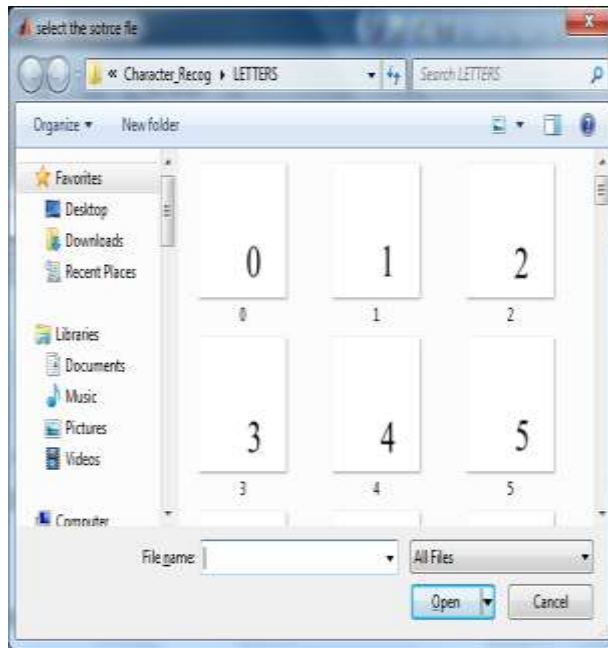 select the sotrce fle
« Character_Recog ▸ LETTERS
Search LETTERS
Organize
New folder
Favorites
Desktop
Downloads
Recent Places
Libraries
Documents
Music
Pictures
Videos
Computer
0
1
2
0
1
2
3
4
5
3
4
5
File name:
All Files
Open
Cancel